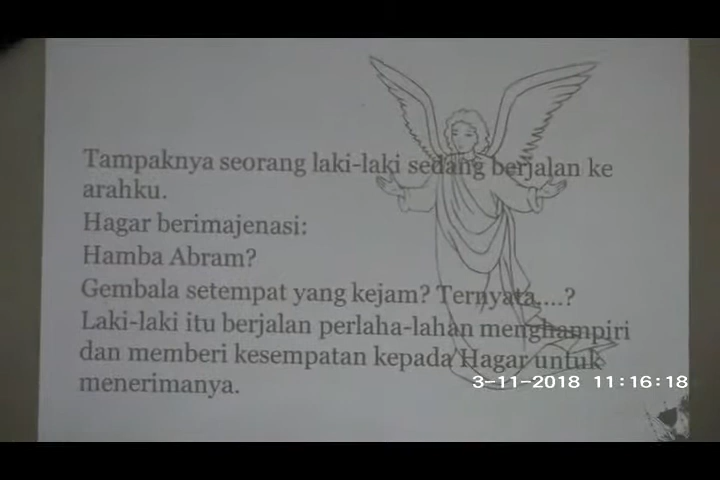 Tampaknya seorang laki-laki sedang berjalan ke
arahku.
Hagar berimajenasi:
Hamba Abram?
Gembala setempat yang kejam? Ternyata....?
Laki-laki itu berjalan perlaha-lahan menghampiri
dan memberi kesempatan kepada Hagar untuk
menerimanya.
3-11-2018 11:16:18